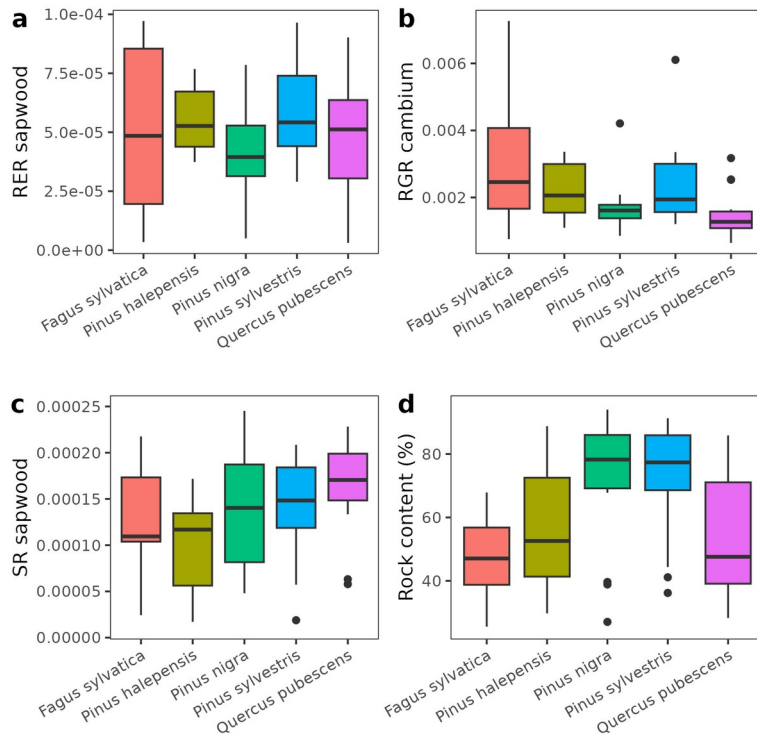 a
1.0e-04
7.5e-05
5.0e-05
2.5e-05
0.0e+00
RER sapwood
Fagus sylvatica
Pinus halepensis
Pinus nigra
Pinus sylvestris
Quercus pubescens
b
0.006
0.004
0.002
RGR cambium
Fagus sylvatica
Pinus halepensis
Pinus nigra
Pinus sylvestris
Quercus pubescens
c
0.00025
0.00020
0.00015
0.00010
0.00005
0.00000
SR sapwood
Fagus sylvatica
Pinus halepensis
Pinus nigra
Pinus sylvestris
Quercus pubescens
d
80
60
40
Rock content (%)
Fagus sylvatica
Pinus halepensis
Pinus nigra
Pinus sylvestris
Quercus pubescens